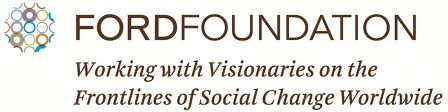 FORDFOUNDATION
Working with Visionaries on the
Frontlines of Social Change Worldwide